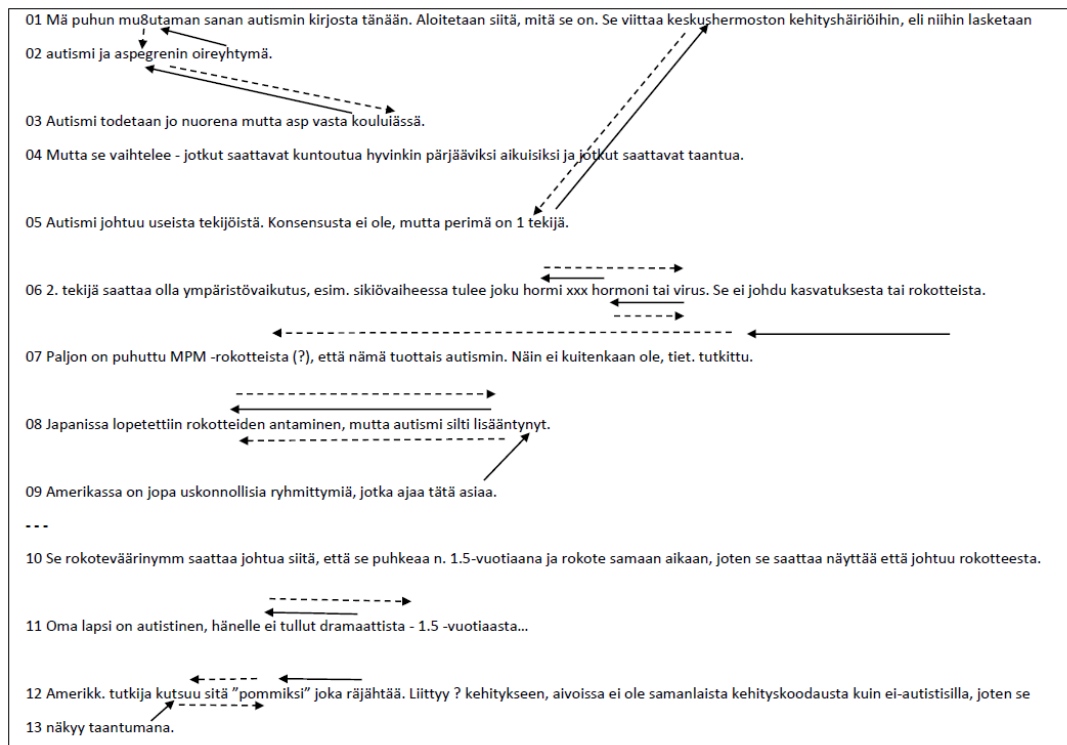 01 Mä puhun mu8utaman sanan autismin kirjosta tänään. Aloitetaan siitä, mitä se on. Se viittaa keskushermoston kehityshäiriöihin, eli niihin lasketaan
02 autismi ja aspegrenin oireyhtymä.
03 Autismi todetaan jo nuorena mutta asp vasta kouluiässä.
04 Mutta se vaihtelee - jotkut saattavat kuntoutua hyvinkin pärjääviksi aikuisiksi ja jotkut saattavat taantua.
05 Autismi johtuu useista tekijöistä. Konsensusta ei ole, mutta perimä on 1 tekijä.
06 2. tekijä saattaa olla ympäristövaikutus, esim. sikiövaiheessa tulee joku hormi xxx hormoni tai virus. Se ei johdu kasvatuksesta tai rokotteista.
07 Paljon on puhuttu MPM -rokotteista (?), että nämä tuottais autismin. Näin ei kuitenkaan ole, tiet. tutkittu.
08 Japanissa lopetettiin rokotteiden antaminen, mutta autismi silti lisääntynyt.
09 Amerikassa on jopa uskonnollisia ryhmittymiä, jotka ajaa tätä asiaa.
- - -
10 Se rokoteväärinymm saattaa johtua siitä, että se puhkeaa n. 1.5-vuotiaana ja rokote samaan aikaan, joten se saattaa näyttää että johtuu rokotteesta.
11 Oma lapsi on autistinen, hänelle ei tullut dramaattista - 1.5 -vuotiaasta…
12 Amerikk. tutkija kutsuu sitä ”pommiksi” joka räjähtää. Liittyy ? kehitykseen, aivoissa ei ole samanlaista kehityskoodausta kuin ei-autistisilla, joten se
13 näkyy taantumana.